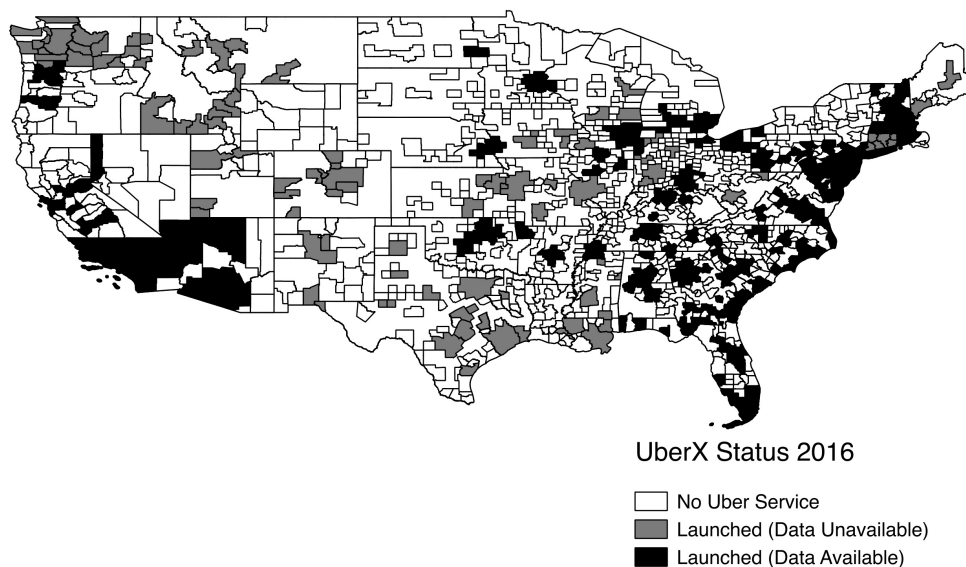 UberX Status 2016
No Uber Service
Launched (Data Unavailable)
Launched (Data Available)